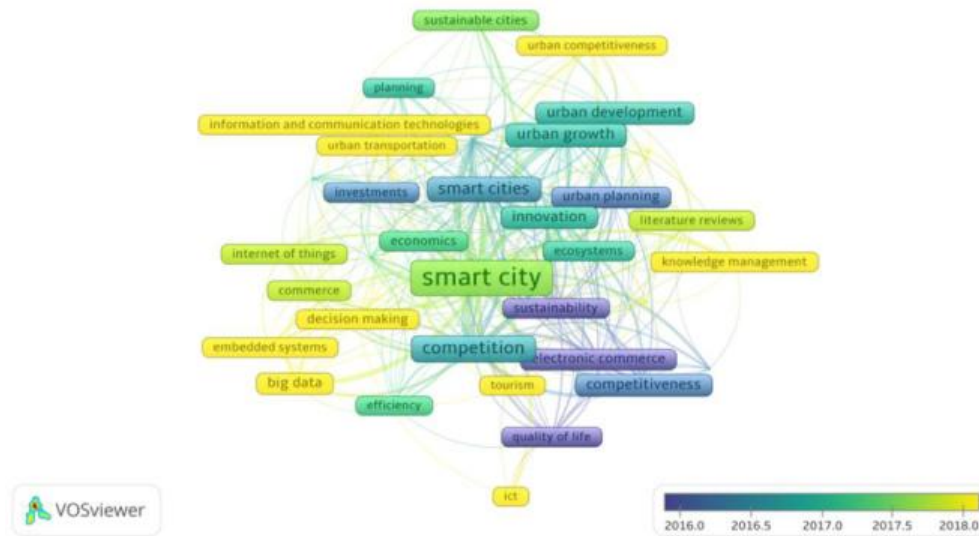 sustainable cities
urban competitiveness
planning
urban development
information and communication technologies
urban growth
urban transportation
investments
smart cities
urban planning
innovation
literature reviews
economics
ecosystems
internet of things
knowledge management
smart city
commerce
sustainability
decision making
embedded systems
competition
electronic commerce
big data
tourism
competitiveness
efficiency
quality of life
ict
VOSviewer
2016.0 2016.5 2017.0 2017.5 2018.0